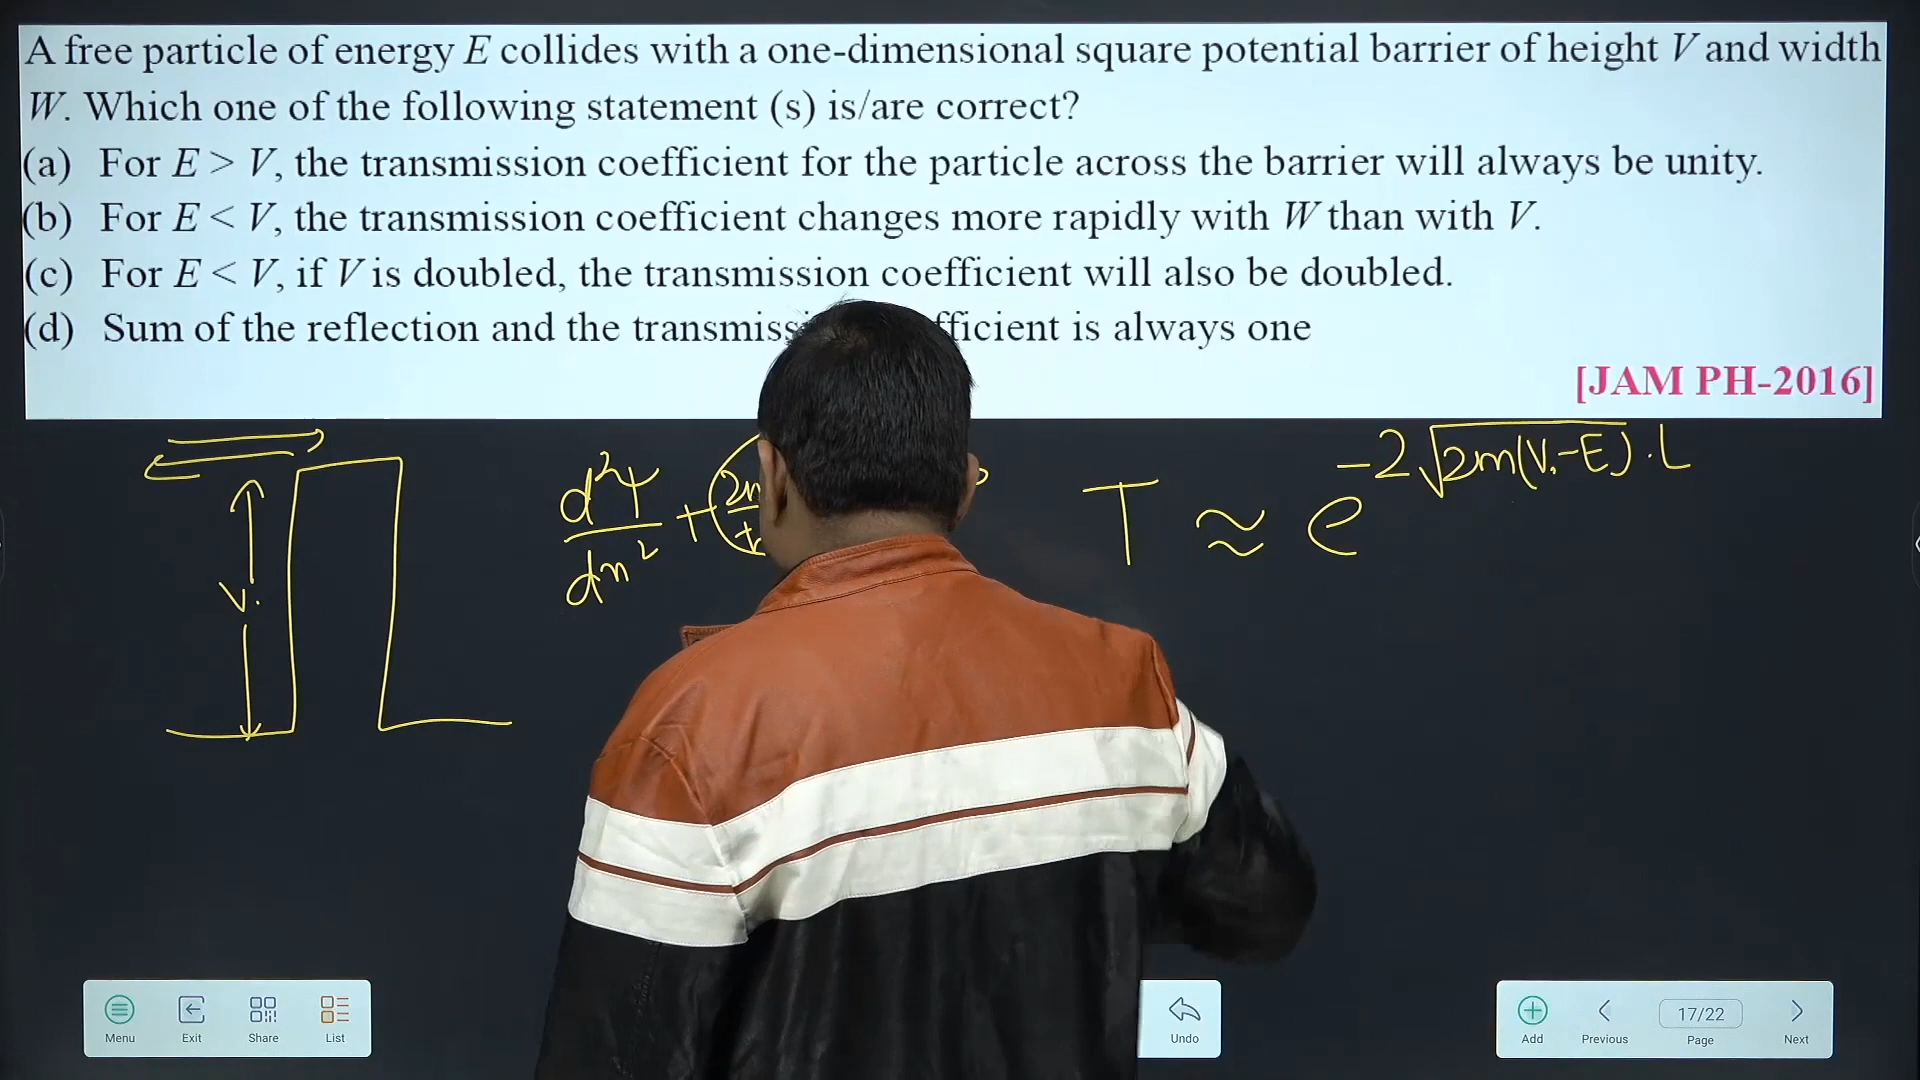 A free particle of energy E collides with a one-dimensional square potential barrier of height V and width
W. Which one of the following statement (s) is/are correct?
(a) For E > V, the transmission coefficient for the particle across the barrier will always be unity.
(b) For E < V, the transmission coefficient changes more rapidly with W than with V.
(c) For E < V, if V is doubled, the transmission coefficient will also be doubled.
(d) Sum of the reflection and the transmiss fficient is always one
[JAM PH-2016]
V.
d²ψ/dx² + (2m
T ≈ e^{-2√2m(V.-E) . L}
Menu Exit Share List
Undo
Add Previous 17/22 Page Next